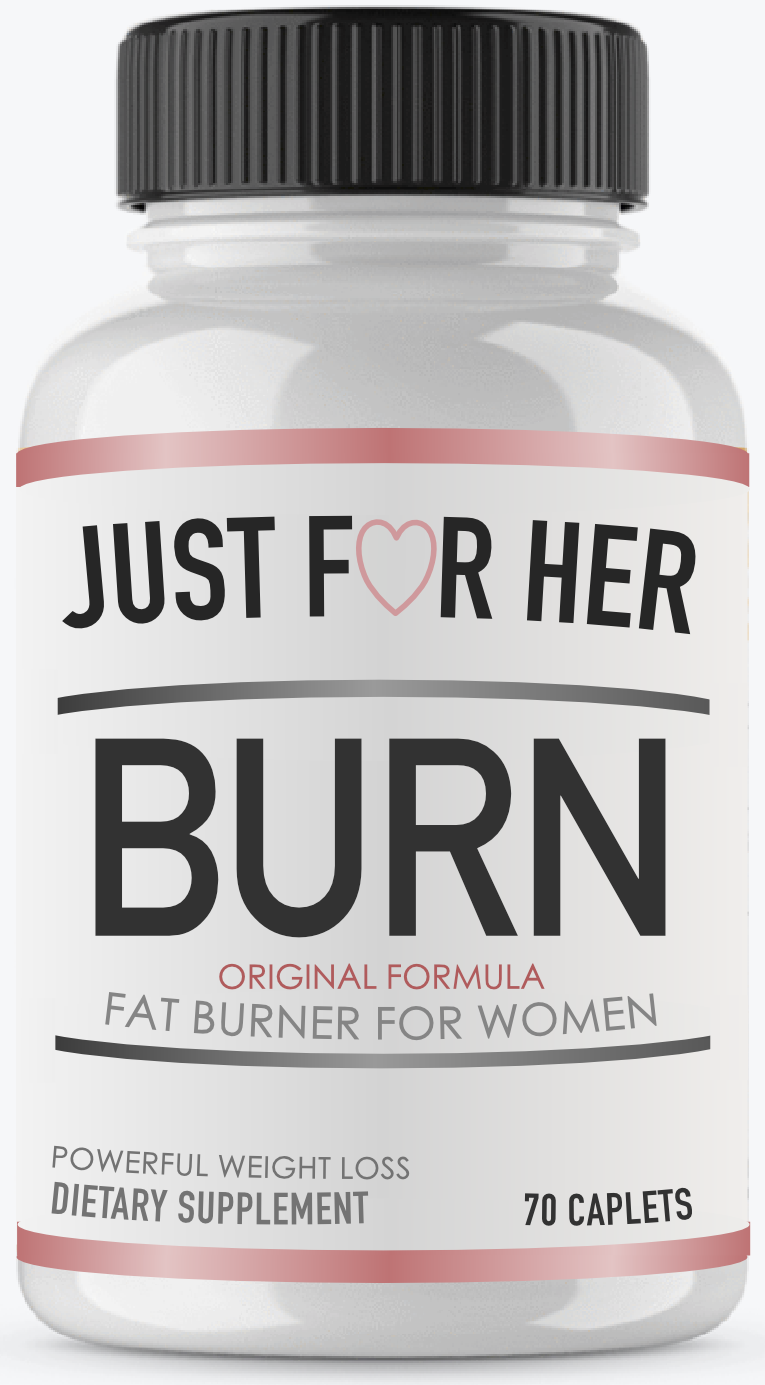 JUST FOR HER
BURN
ORIGINAL FORMULA
FAT BURNER FOR WOMEN
POWERFUL WEIGHT LOSS
DIETARY SUPPLEMENT
70 CAPLETS